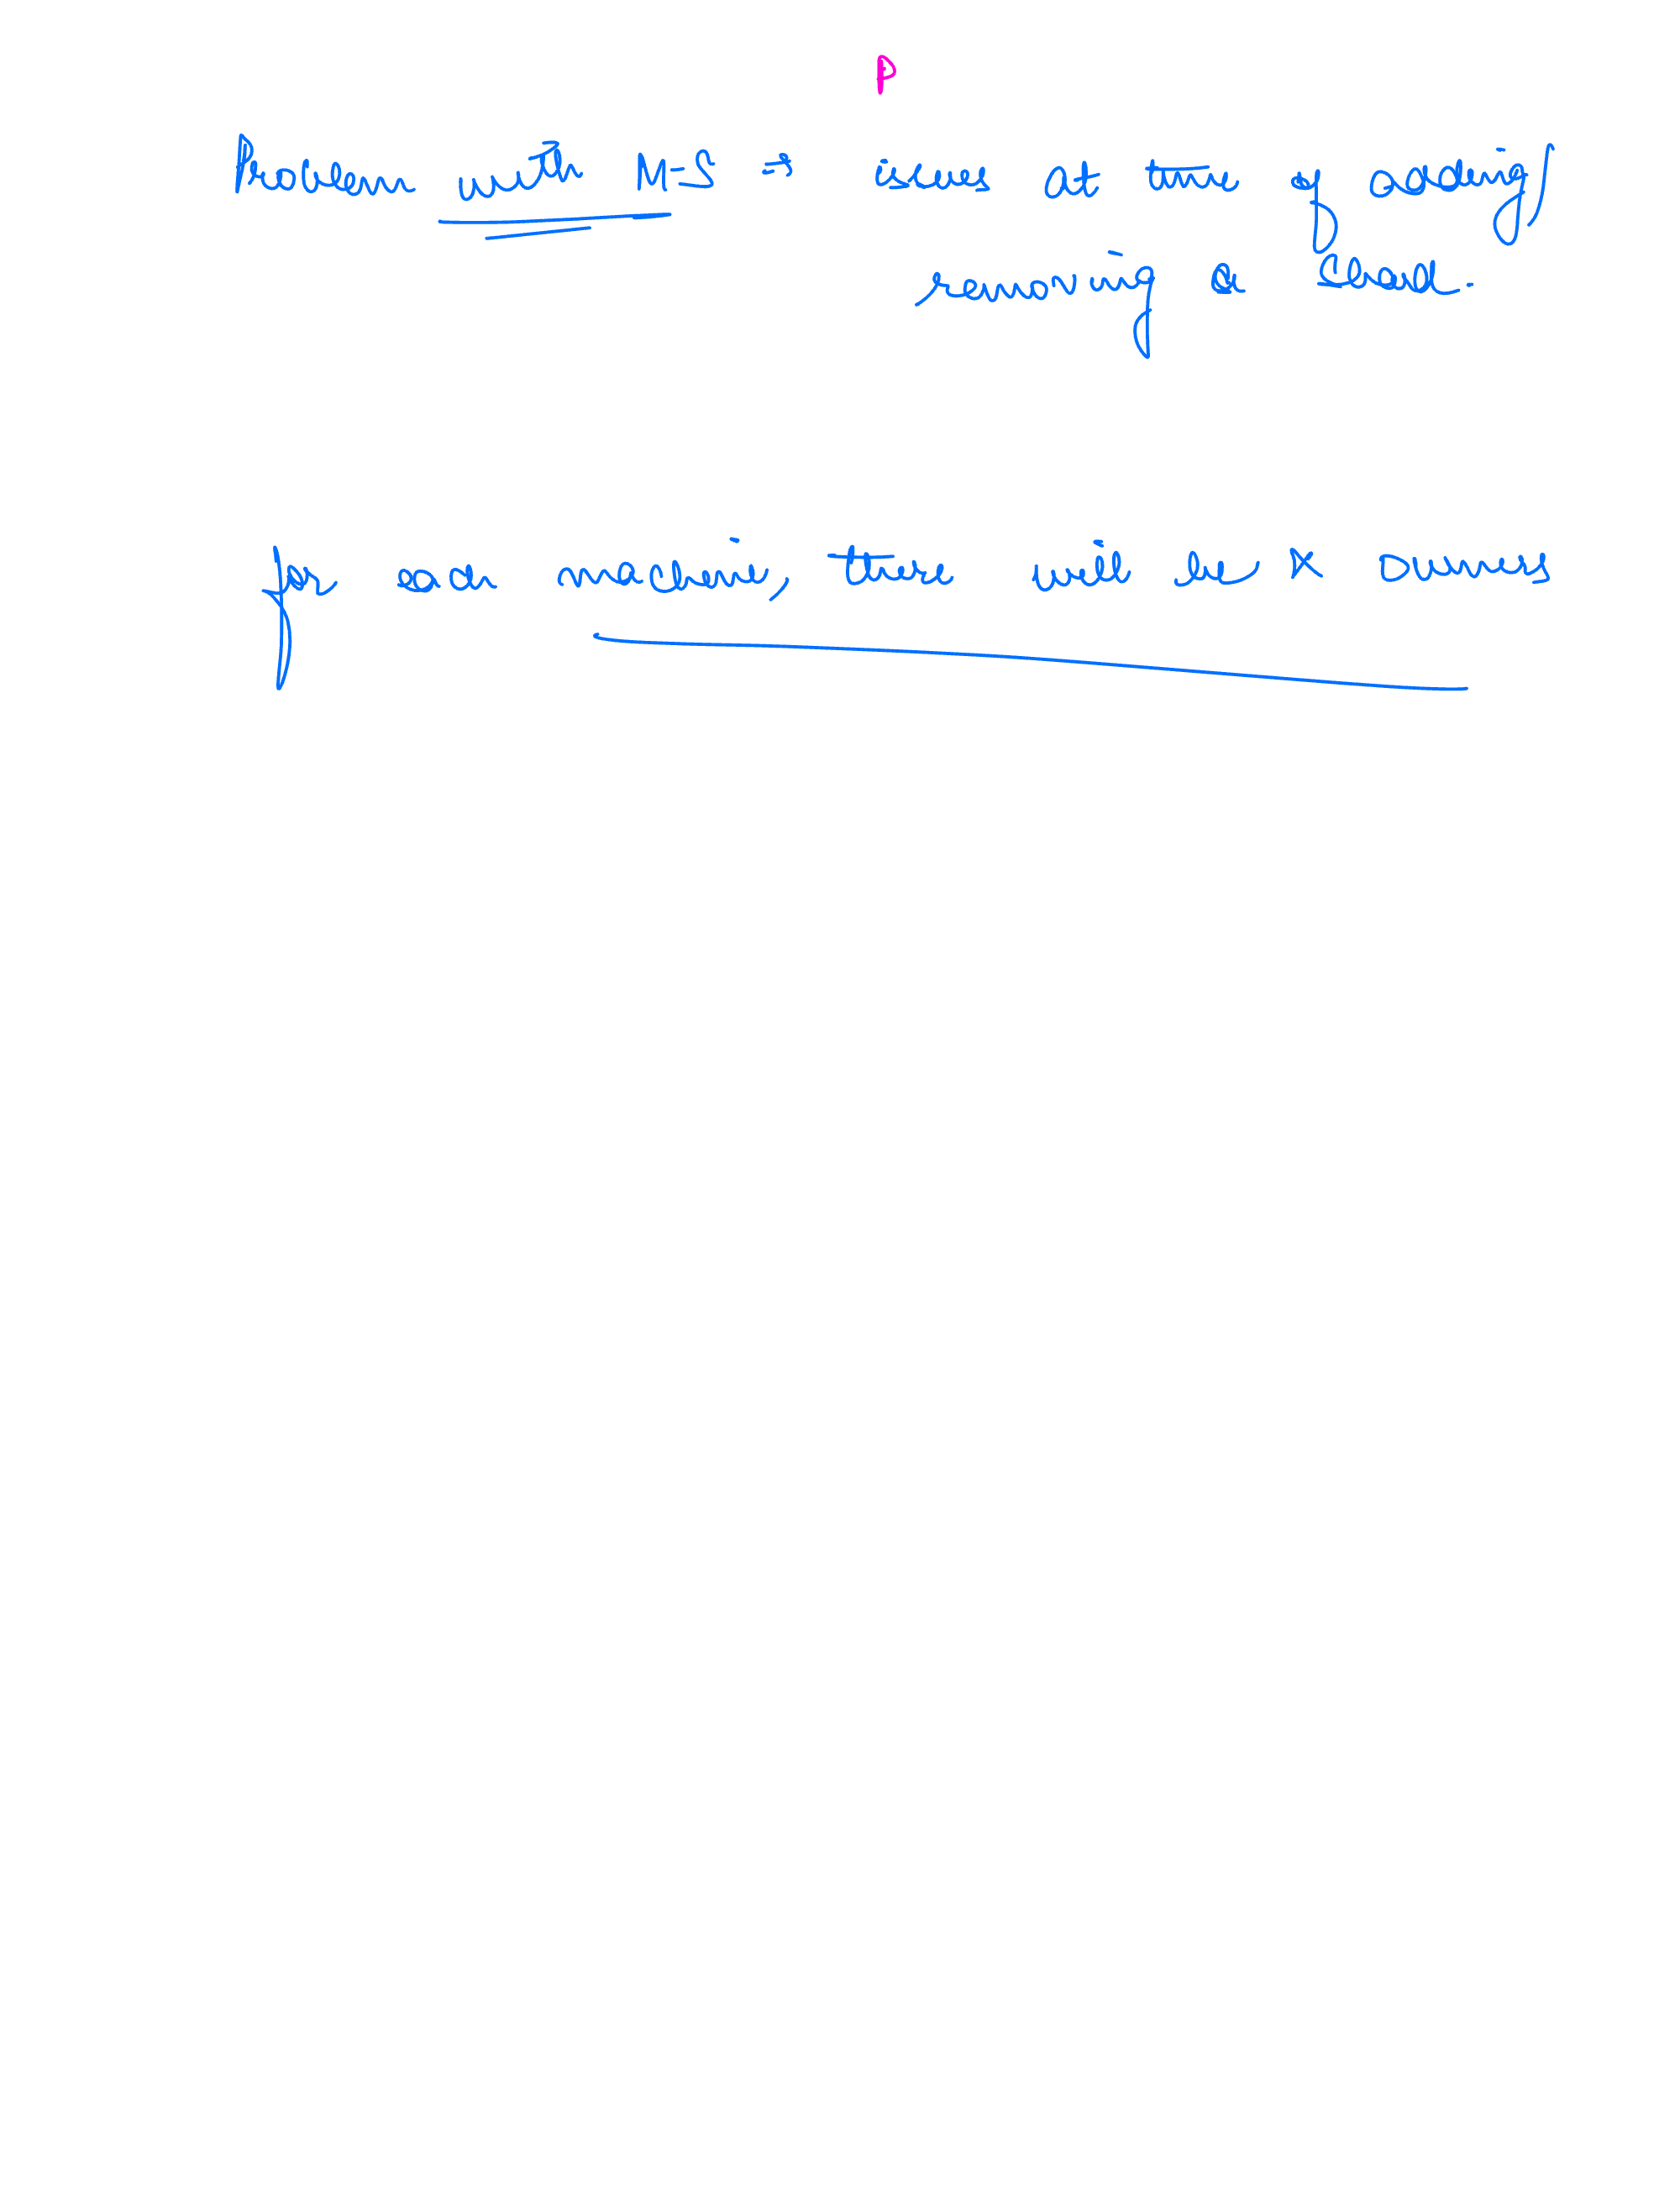 P
Problem with M-S → issues at time of adding/
removing a shard.
for each machine, there will be X owners